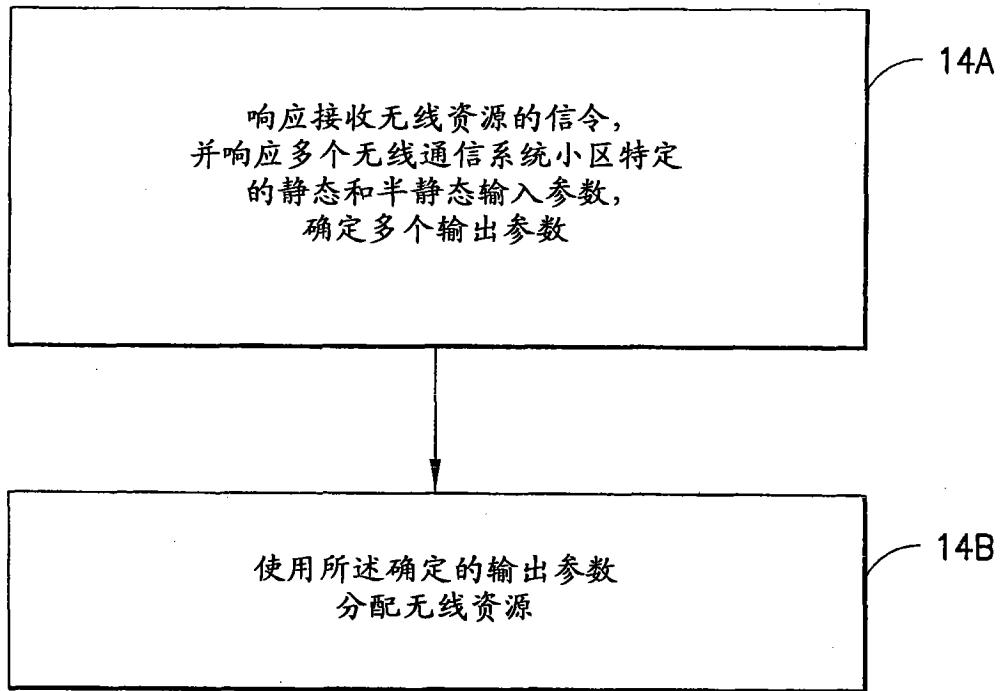 14A
响应接收无线资源的信令，
并响应多个无线通信系统小区特定
的静态和半静态输入参数，
确定多个输出参数
14B
使用所述确定的输出参数
分配无线资源